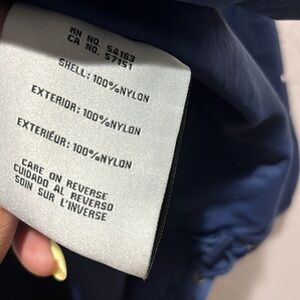 RN NO. 54163
CA NO. 57151
SHELL: 100%NYLON
EXTERIOR: 100%NYLON
EXTERIÉUR: 100%NYLON
CARE ON REVERSE
CUIDADO AL REVERSO
SOIN SUR L'INVERSE